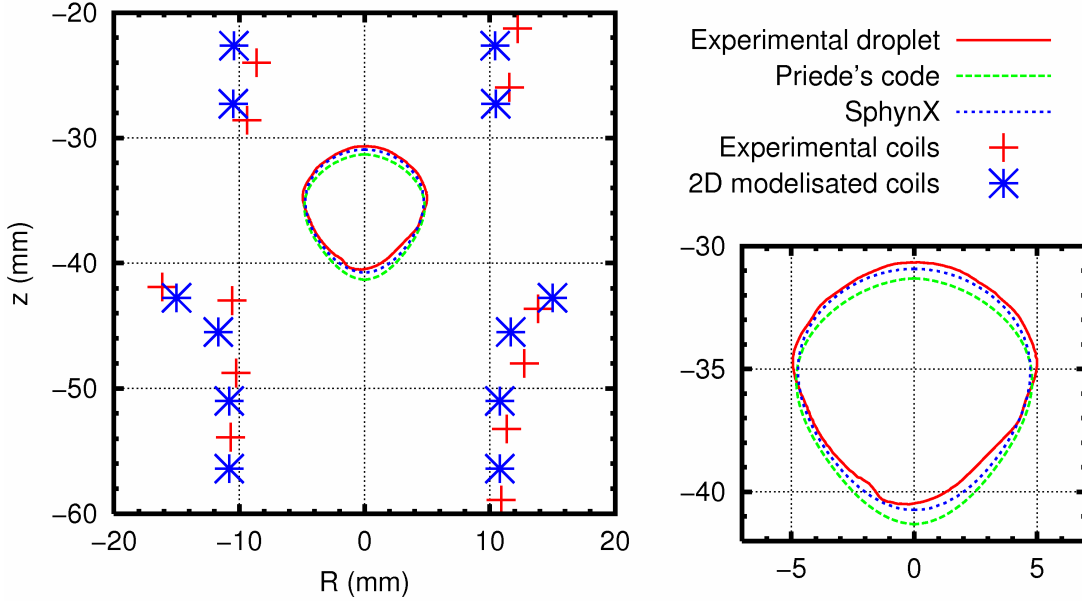 −20
−30
−40
−50
−60
−20
−10
0
10
20
z (mm)
R (mm)
Experimental droplet
Priede's code
SphynX
Experimental coils
2D modelisated coils
−30
−35
−40
−5
0
5